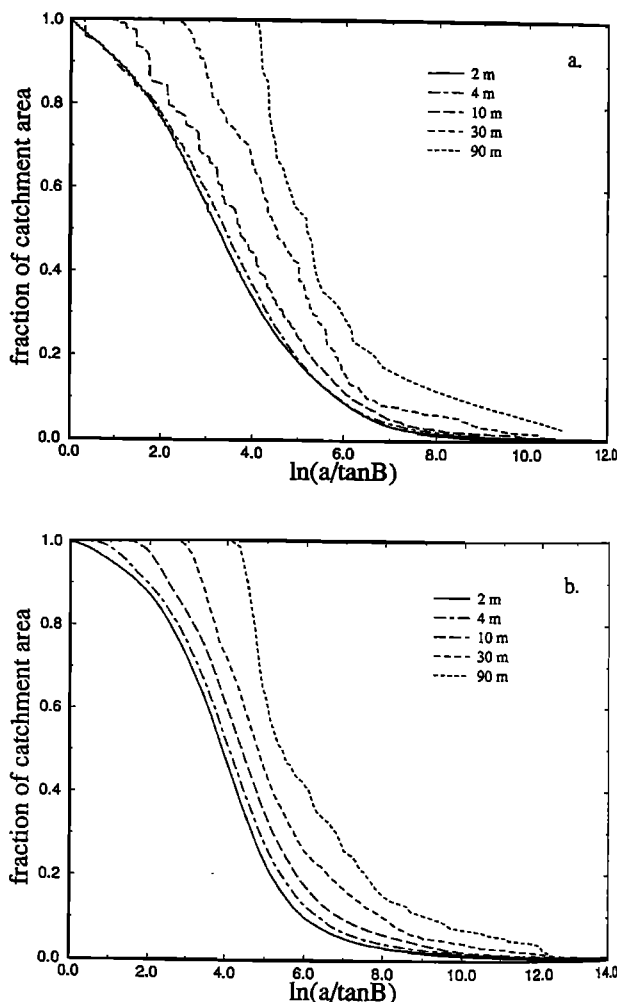 a.
1.0
0.8
0.6
0.4
0.2
0.0
fraction of catchment area
2 m
4 m
10 m
30 m
90 m
0.0 2.0 4.0 6.0 8.0 10.0 12.0
ln(a/tanB)
b.
1.0
0.8
0.6
0.4
0.2
0.0
fraction of catchment area
2 m
4 m
10 m
30 m
90 m
0.0 2.0 4.0 6.0 8.0 10.0 12.0 14.0
ln(a/tanB)